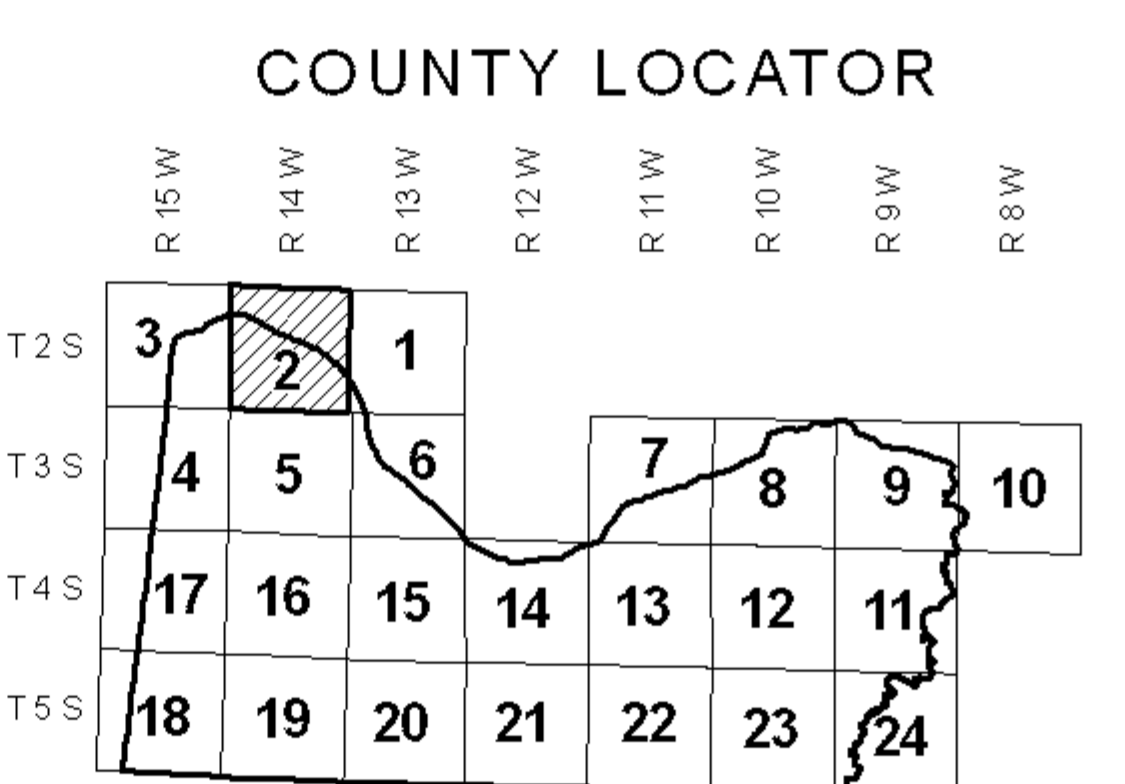 COUNTY LOCATOR
R 15 W R 14 W R 13 W R 12 W R 11 W R 10 W R 9 W R 8 W
T 2 S 3 2 1
T 3 S 4 5 6 7 8 9 10
T 4 S 17 16 15 14 13 12 11
T 5 S 18 19 20 21 22 23 24